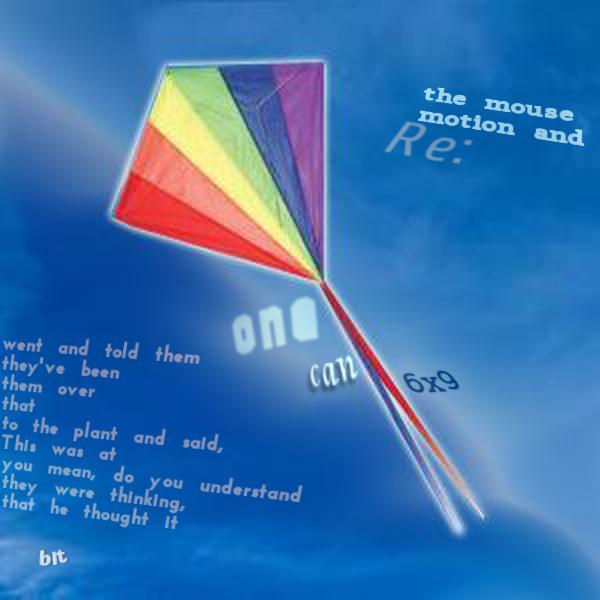 the mouse
motion and
Re:
ona
can
6x9
went and told them
they've been
them over
that
to the plant and said,
This was at
you mean, do you understand
they were thinking,
that he thought it
bit